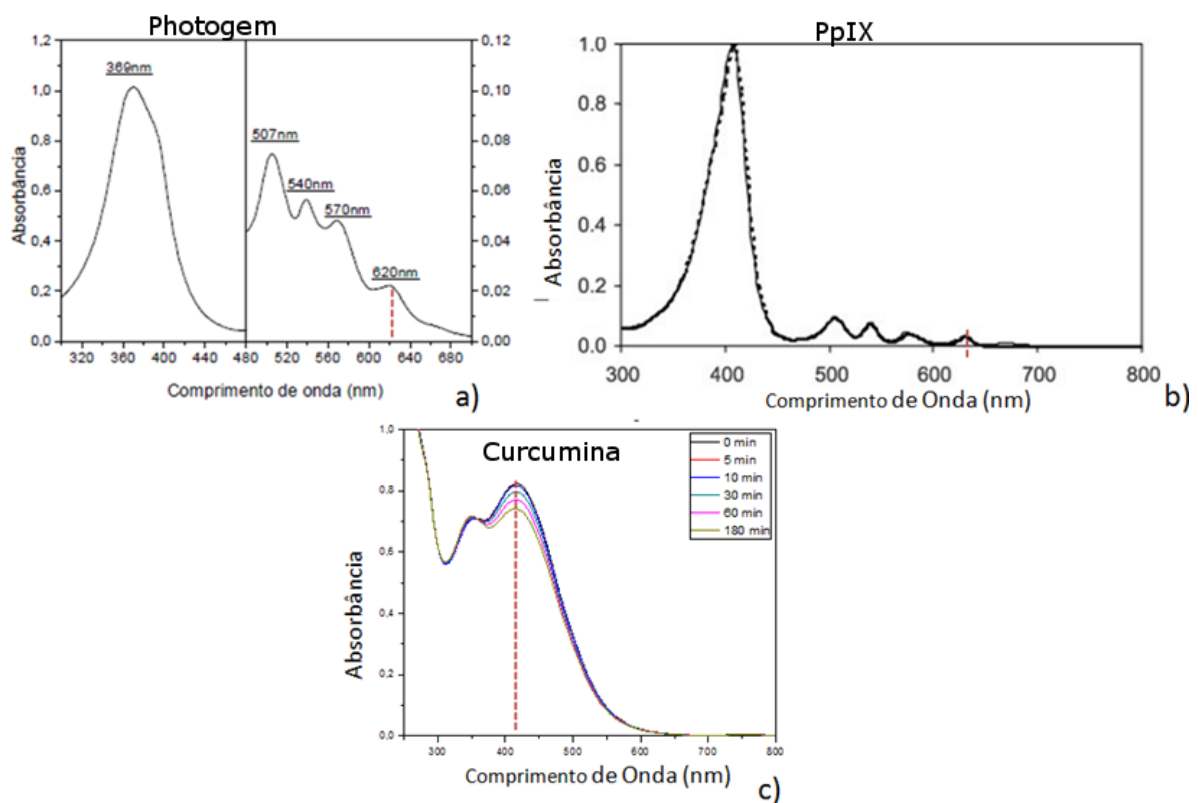 Photogem
1,2
1,0
0,8
0,6
0,4
0,2
0,0
Absorbância
369nm
507nm
540nm
570nm
620nm
0,12
0,10
0,08
0,06
0,04
0,02
0,00
320 360 400 440 480 520 560 600 640 680
Comprimento de onda (nm)
a)
PpIX
1.0
0.8
0.6
0.4
0.2
0.0
Absorbância
300 400 500 600 700 800
Comprimento de Onda (nm)
b)
Curcumina
1,0
0,8
0,6
0,4
0,2
0,0
Absorbância
0 min
5 min
10 min
30 min
60 min
180 min
300 400 500 600 700 800
Comprimento de Onda (nm)
c)